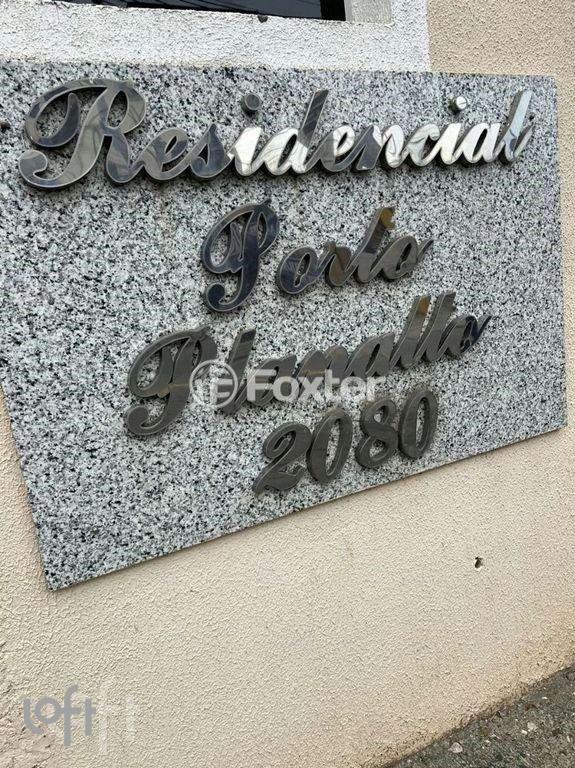 Residencial
Porto
Planalto
Foxter
2080
loft